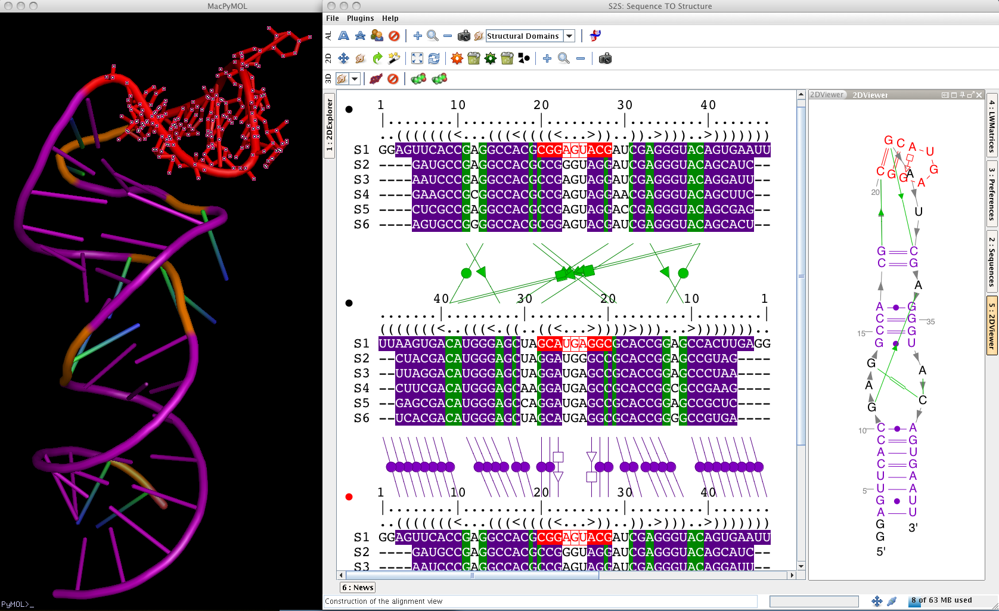 MacPyMOL
S2S: Sequence TO Structure
File Plugins Help
AL
Structural Domains
2D
3D
1 : 2DExplorer
2DViewer 2DViewer
4 : LWMatrices
3 : Preferences
2 : Sequences
5 : 2DViewer
1 10 20 30 40
..(((((((<...(((<((((<...>))..)).>)))..>)))))))
S1 GGAGUUCACCGAGGCCACGCGGAGUACGAUCGAGGGUACAGUGAAUU
S2 ----GAUGCCGAGGCCACGCCGGGUAGGAUCGAGGGUACAGCAUC--
S3 ----AAUCCCGAGGCCACGCCGAGUAGGAUCGAGGGUACAGGAUU--
S4 ----GAAGCCGCGGCCACGCCGAGUAGGAACGAGGGUACAGCUUC--
S5 ----CUCGCCGAGGCCACGCCGAGUAGGACCGAGGGUACAGCGAG--
S6 ----AGUGCCGGGGCCACGCGGAGUACGAUCGAGGGUACAGCACU--
40 30 20 10 1
(((((((<..(((<.((..((<...>))))>)))...>)))))))..
S1 UUAAGUGACAUGGGAGCUAGCAUGAGGCGCACCGGAGCCACUUGAGG
S2 --CUACGACAUGGGAGCUAGGAUGGGCCGCACCGGAGCCGUAG----
S3 --UUAGGACAUGGGAGCUAGGAUGAGCCGCACCGGAGCCCUAA----
S4 --CUUCGACAUGGGAGCAAGGAUGAGCCGCACCGGCGCCGAAG----
S5 --GAGCGACAUGGGAGCCAGGAUGAGCCGCACCGGAGCCGCUC----
S6 --UCACGACAUGGGAGCUAGCAUGAGGCGCACCGGGGCCGUGA----
1 10 20 30 40
..(((((((<...(((<((((<...>))..)).>)))..>)))))))
S1 GGAGUUCACCGAGGCCACGCGGAGUACGAUCGAGGGUACAGUGAAUU
S2 ----GAUGCCGAGGCCACGCCGGGUAGGAUCGAGGGUACAGCAUC--
S3 ----AAUCCCGAGGCCACGCCGAGUAGGAUCGAGGGUACAGGAUU--
G C A U
C G G A G
A
20
U
G C
C G
A
A G
C G 35
15 C G
G U
G A
A
G C
10 C A
C G
A U
C G
U A
5 U A
G U
A U
G 3'
G
5'
6 : News
PyMOL>_
Construction of the alignment view
8 of 63 MB used